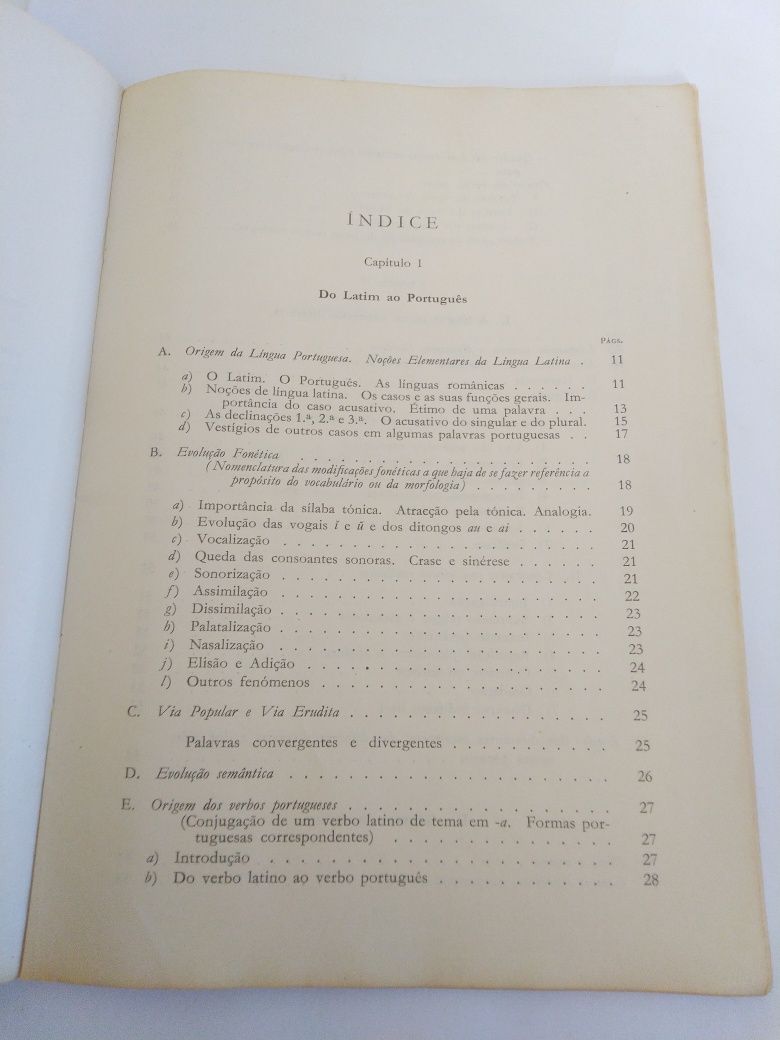 ÍNDICE
Capítulo I
Do Latim ao Português
Págs.
A. Origem da Língua Portuguesa. Noções Elementares da Língua Latina . 11
a) O Latim. O Português. As línguas românicas . . . . . . 11
b) Noções de língua latina. Os casos e as suas funções gerais. Im-
portância do caso acusativo. Étimo de uma palavra . . . 13
c) As declinações 1.ª, 2.ª e 3.ª. O acusativo do singular e do plural. 15
d) Vestígios de outros casos em algumas palavras portuguesas . . 17
B. Evolução Fonética . . . . . . . . . . . . . . . . . . . . 18
(Nomenclatura das modificações fonéticas a que haja de se fazer referência a
propósito do vocabulário ou da morfologia) . . . . . . . . . 18
a) Importância da sílaba tónica. Atracção pela tónica. Analogia. 19
b) Evolução das vogais ĭ e ŭ e dos ditongos au e ai . . . . . . 20
c) Vocalização . . . . . . . . . . . . . . . . . . . . 21
d) Queda das consoantes sonoras. Crase e sinérese . . . . . . 21
e) Sonorização . . . . . . . . . . . . . . . . . . . . 21
f) Assimilação . . . . . . . . . . . . . . . . . . . . 22
g) Dissimilação . . . . . . . . . . . . . . . . . . . . 23
h) Palatalização . . . . . . . . . . . . . . . . . . . . 23
i) Nasalização . . . . . . . . . . . . . . . . . . . . 23
j) Elisão e Adição . . . . . . . . . . . . . . . . . . 24
l) Outros fenómenos . . . . . . . . . . . . . . . . . 24
C. Via Popular e Via Erudita . . . . . . . . . . . . . . . . 25
Palavras convergentes e divergentes . . . . . . . . . . 25
D. Evolução semântica . . . . . . . . . . . . . . . . . . . 26
E. Origem dos verbos portugueses . . . . . . . . . . . . . . 27
(Conjugação de um verbo latino de tema em -a. Formas por-
tuguesas correspondentes) . . . . . . . . . . . . . 27
a) Introdução . . . . . . . . . . . . . . . . . . . . 27
b) Do verbo latino ao verbo português . . . . . . . . . . . 28